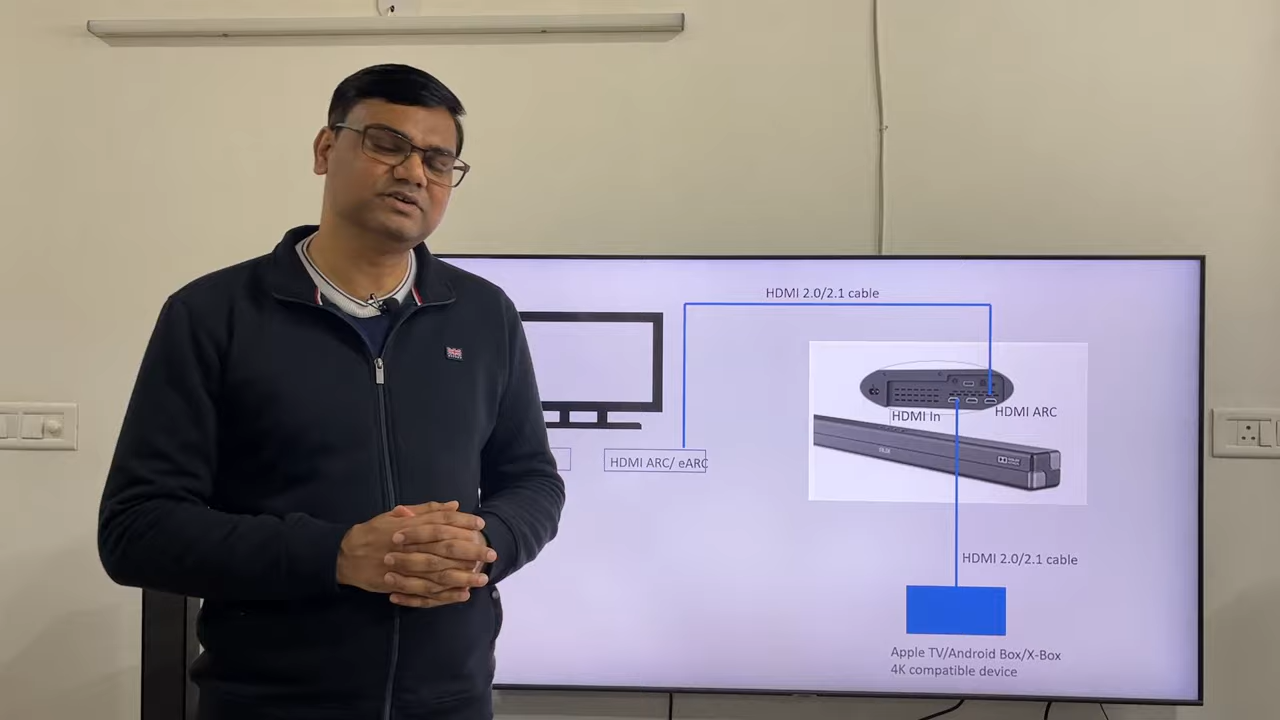 HDMI 2.0/2.1 cable
HDMI In
HDMI ARC
HDMI ARC/ eARC
HDMI 2.0/2.1 cable
Apple TV/Android Box/X-Box
4K compatible device